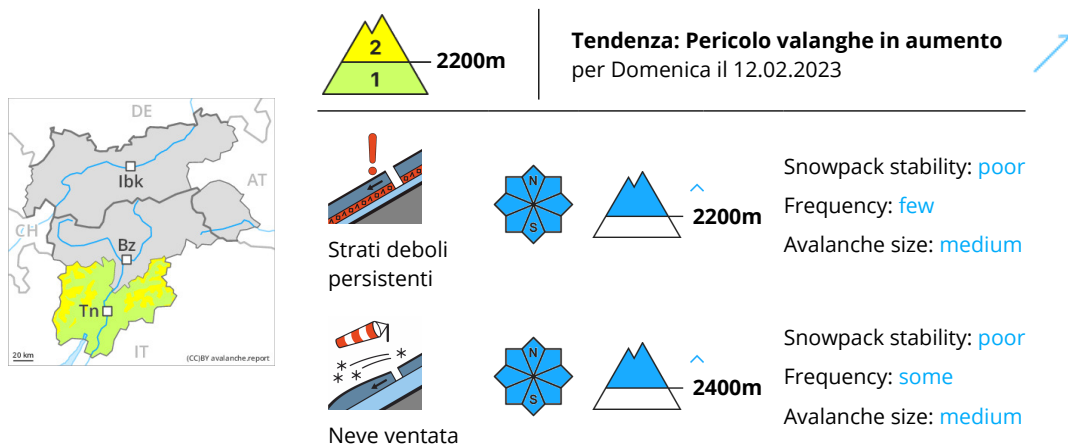 2
1
2200m
Tendenza: Pericolo valanghe in aumento
per Domenica il 12.02.2023
DE
Ibk
AT
CH
Bz
Tn
20 km
IT
(CC)BY avalanche.report
Strati deboli
persistenti
N
S
2200m
Snowpack stability: poor
Frequency: few
Avalanche size: medium
Neve ventata
N
S
2400m
Snowpack stability: poor
Frequency: some
Avalanche size: medium